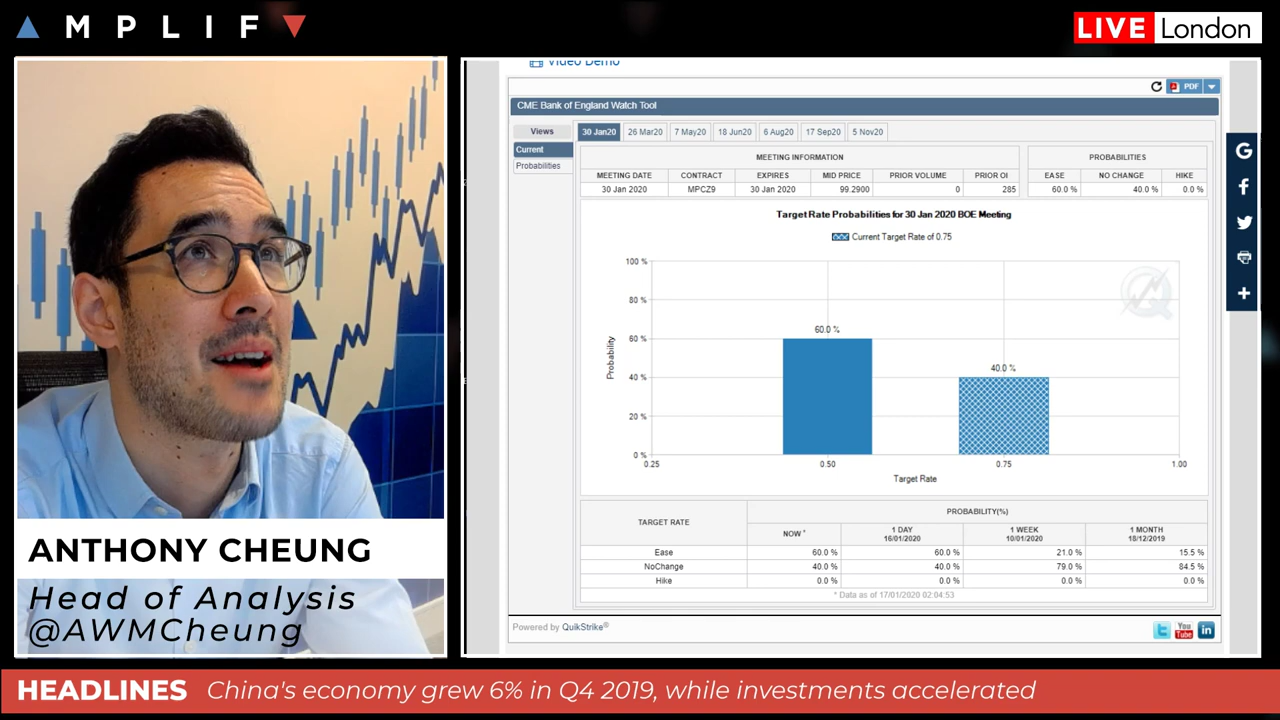 AMPLIFY
LIVE London
Video Demo
PDF
CME Bank of England Watch Tool
Views
Current
Probabilities
30 Jan20 26 Mar20 7 May20 18 Jun20 6 Aug20 17 Sep20 5 Nov20
MEETING INFORMATION
MEETING DATE CONTRACT EXPIRES MID PRICE PRIOR VOLUME PRIOR OI
30 Jan 2020 MPCZ9 30 Jan 2020 99.2900 0 285
PROBABILITIES
EASE NO CHANGE HIKE
60.0 % 40.0 % 0.0 %
Target Rate Probabilities for 30 Jan 2020 BOE Meeting
Current Target Rate of 0.75
Probability
100 %
80 %
60 %
40 %
20 %
0 %
60.0 %
40.0 %
0.25 0.50 0.75 1.00
Target Rate
TARGET RATE
PROBABILITY(%)
NOW * 1 DAY 1 WEEK 1 MONTH
16/01/2020 10/01/2020 18/12/2019
Ease 60.0 % 60.0 % 21.0 % 15.5 %
NoChange 40.0 % 40.0 % 79.0 % 84.5 %
Hike 0.0 % 0.0 % 0.0 % 0.0 %
* Data as of 17/01/2020 02:04:53
Powered by QuikStrike®
You
Tube
in
G
f
ANTHONY CHEUNG
Head of Analysis
@AWMCheung
HEADLINES China's economy grew 6% in Q4 2019, while investments accelerated